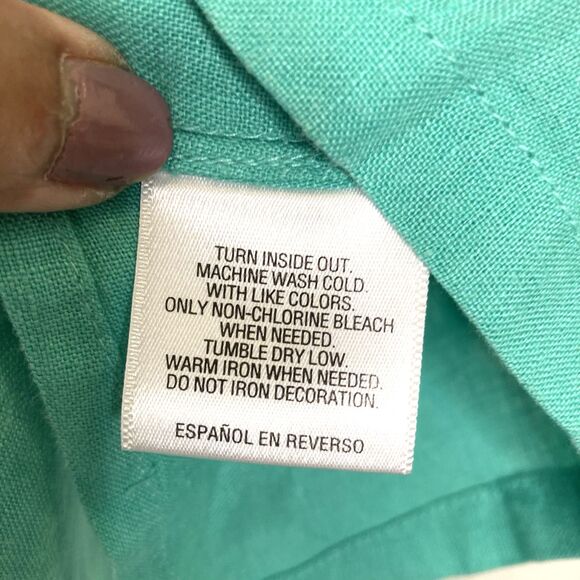 TURN INSIDE OUT.
MACHINE WASH COLD.
WITH LIKE COLORS.
ONLY NON-CHLORINE BLEACH
WHEN NEEDED.
TUMBLE DRY LOW.
WARM IRON WHEN NEEDED.
DO NOT IRON DECORATION.
ESPAÑOL EN REVERSO